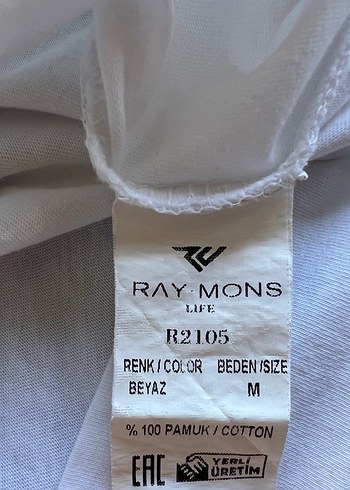 RAY-MONS
LIFE
R2105
RENK / COLOR BEDEN /SIZE
BEYAZ M
% 100 PAMUK / COTTON
EAC YERLİ
ÜRETİM